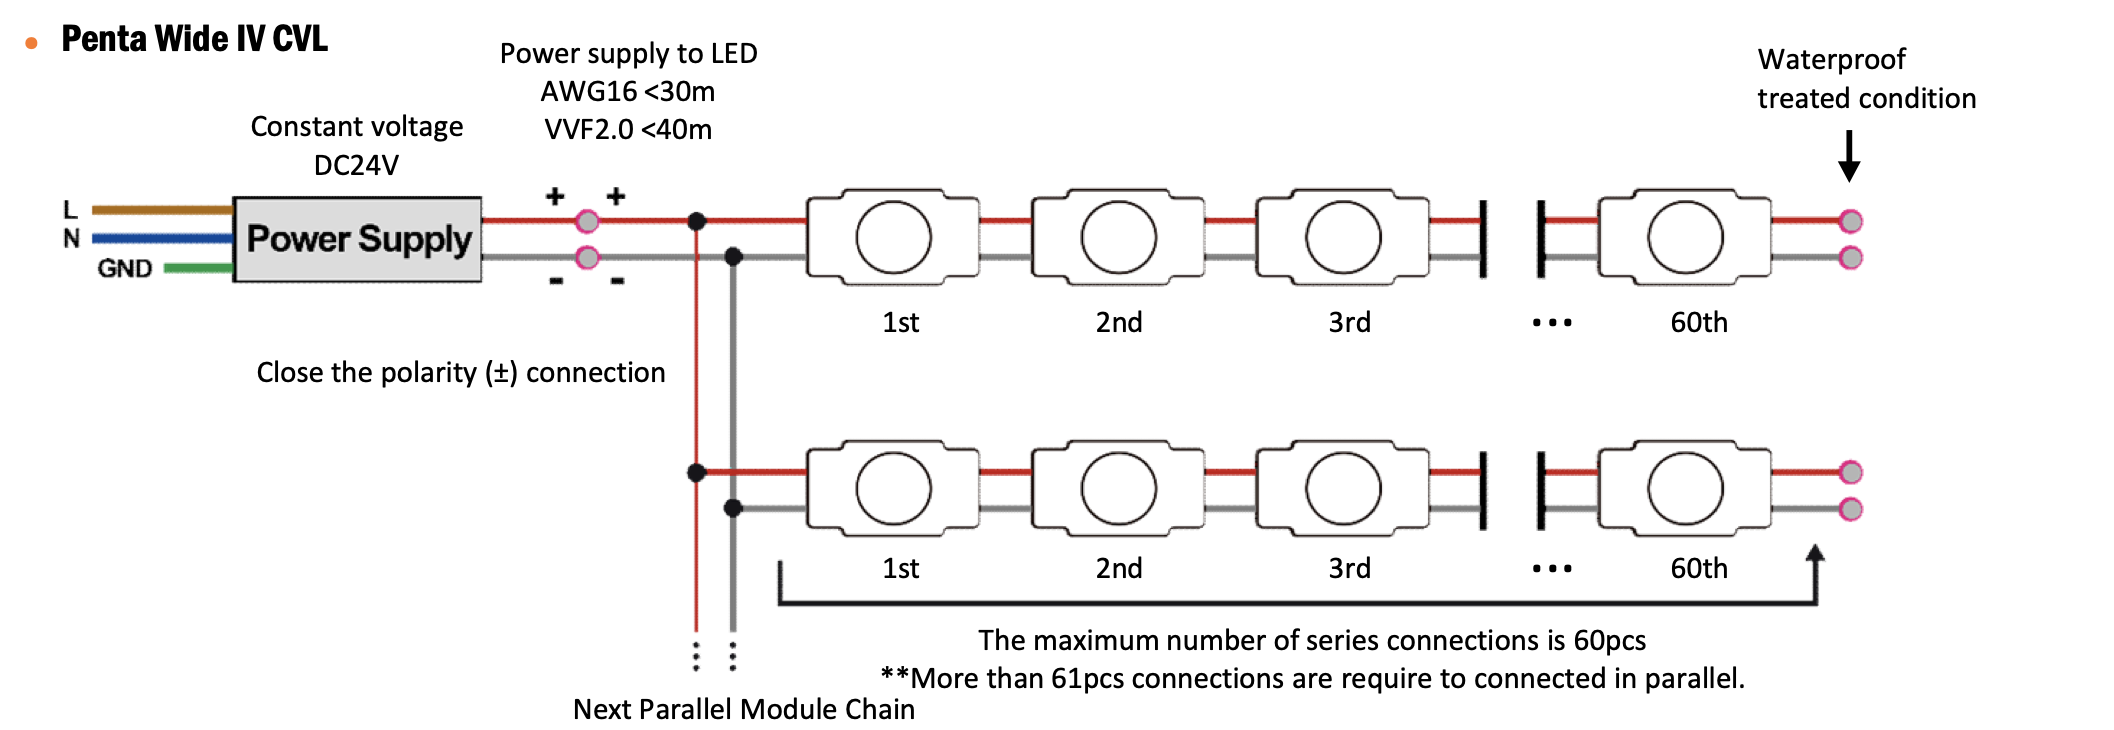 Penta Wide IV CVL
Power supply to LED
AWG16 <30m
VVF2.0 <40m
Waterproof
treated condition
Constant voltage
DC24V
L
N
GND
Power Supply
+ +
- -
1st 2nd 3rd ... 60th
Close the polarity (±) connection
1st 2nd 3rd ... 60th
The maximum number of series connections is 60pcs
**More than 61pcs connections are require to connected in parallel.
Next Parallel Module Chain